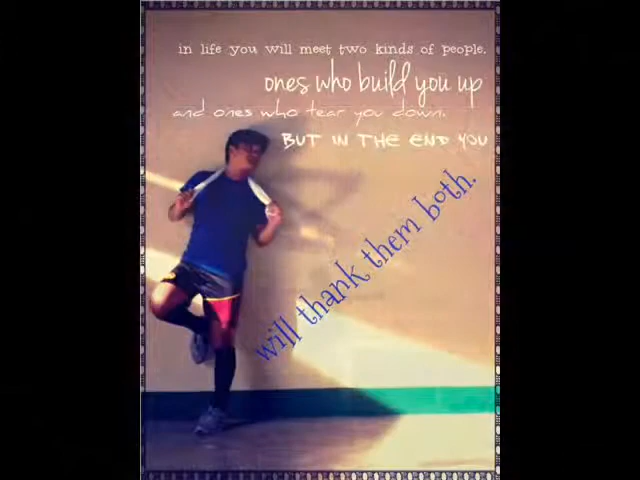 in life you will meet two kinds of people.
ones who build you up
and ones who tear you down.
BUT IN THE END YOU
will thank them both.